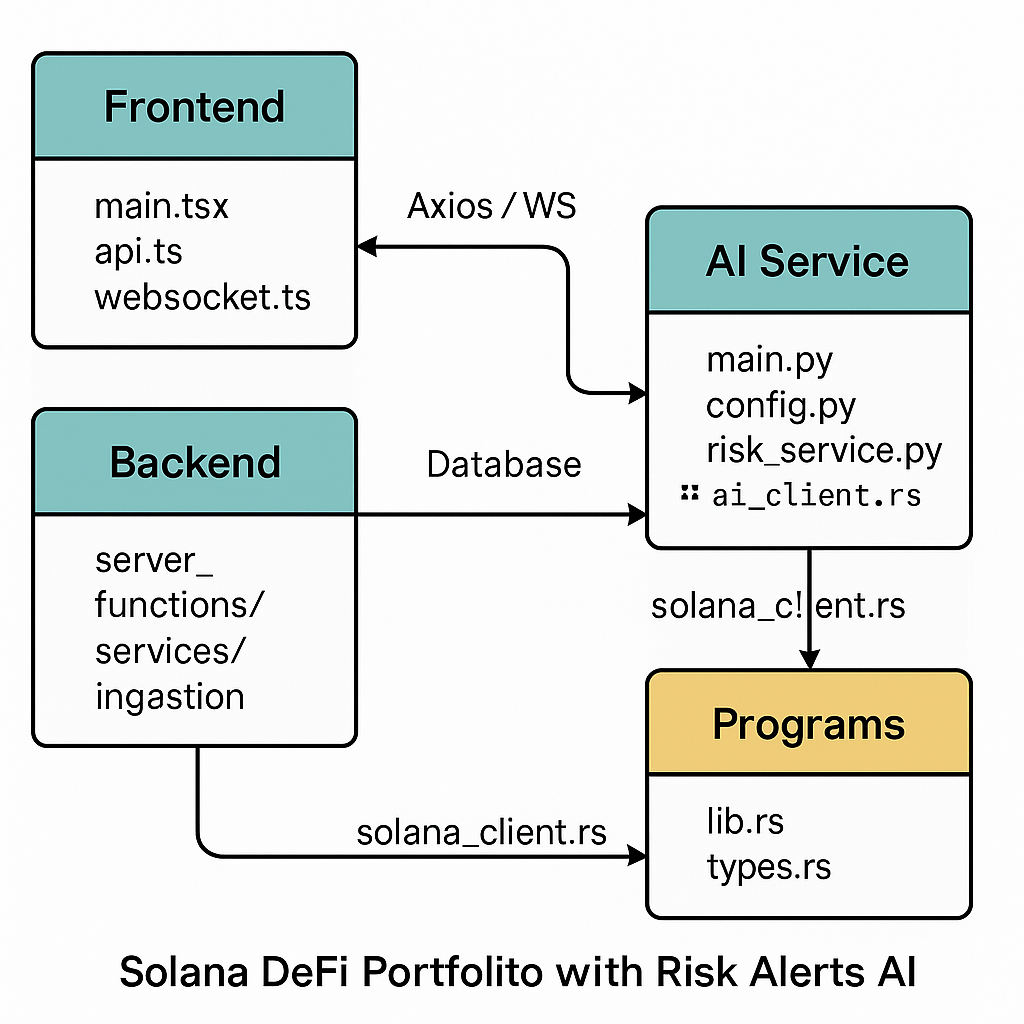 Frontend
main.tsx
api.ts
websocket.ts
Axios / WS
AI Service
main.py
config.py
risk_service.py
ai_client.rs
Backend
server_
functions/
services/
ingastion
Database
solana_c!ent.rs
Programs
lib.rs
types.rs
solana_client.rs
Solana DeFi Portfolito with Risk Alerts AI